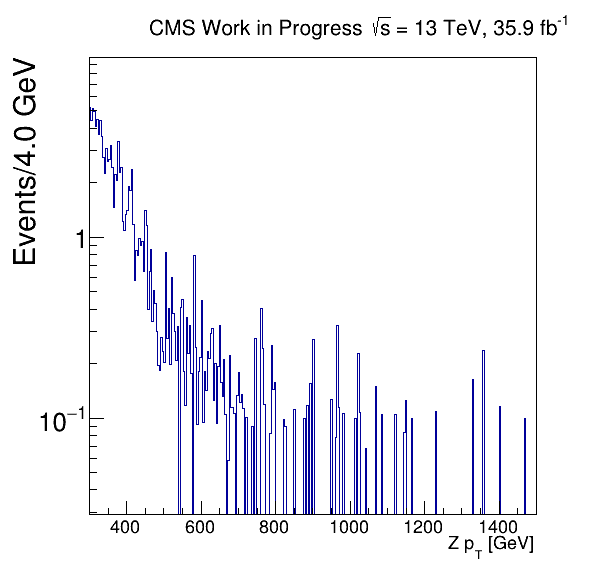 CMS Work in Progress √s = 13 TeV, 35.9 fb⁻¹
Events/4.0 GeV
1
10⁻¹
400 600 800 1000 1200 1400
Z p_T [GeV]